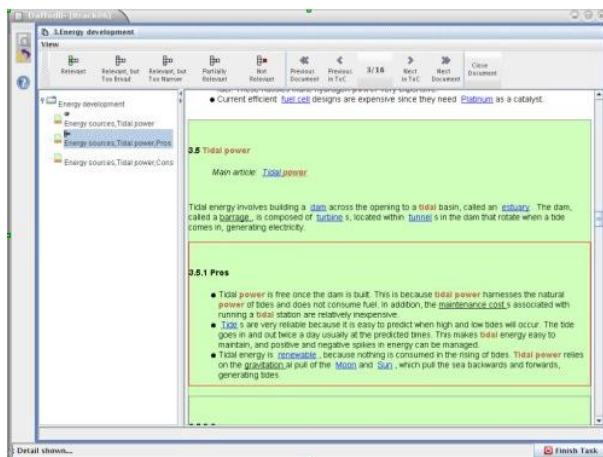 Daffodil- (itrack06)
3.Energy development
View
Relevant
Relevant, but Too Broad
Relevant, but Too Narrow
Partially Relevant
Not Relevant
Previous Document
Previous in ToC
3/16
Next in ToC
Next Document
Close Document
Energy development
Energy sources,Tidal power
Energy sources,Tidal power,Pros
Energy sources,Tidal power,Cons
● Current efficient fuel cell designs are expensive since they need Platinum as a catalyst.
3.5 Tidal power
Main article: Tidal power
Tidal energy involves building a dam across the opening to a tidal basin, called an estuary. The dam,
called a barrage , is composed of turbine s, located within tunnel s in the dam that rotate when a tide
comes in, generating electricity.
3.5.1 Pros
● Tidal power is free once the dam is built. This is because tidal power harnesses the natural
power of tides and does not consume fuel. In addition, the maintenance cost s associated with
running a tidal station are relatively inexpensive.
● Tide s are very reliable because it is easy to predict when high and low tides will occur. The tide
goes in and out twice a day usually at the predicted times. This makes tidal energy easy to
maintain, and positive and negative spikes in energy can be managed.
● Tidal energy is renewable , because nothing is consumed in the rising of tides. Tidal power relies
on the gravitation al pull of the Moon and Sun , which pull the sea backwards and forwards,
generating tides.
Detail shown...
Finish Task